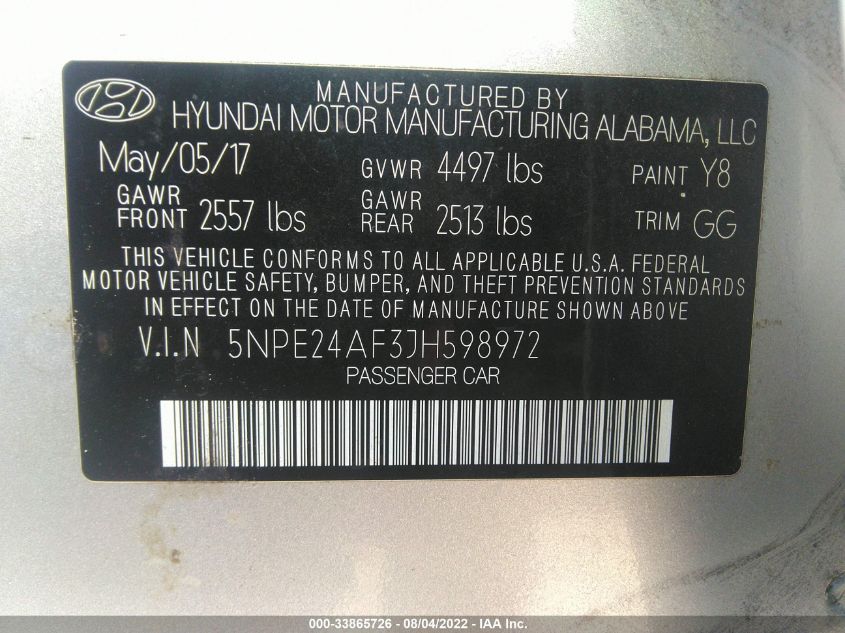 MANUFACTURED BY
HYUNDAI MOTOR MANUFACTURING ALABAMA, LLC
May/05/17 GVWR 4497 lbs PAINT Y8
GAWR FRONT 2557 lbs GAWR REAR 2513 lbs TRIM GG
THIS VEHICLE CONFORMS TO ALL APPLICABLE U.S.A. FEDERAL
MOTOR VEHICLE SAFETY, BUMPER, AND THEFT PREVENTION STANDARDS
IN EFFECT ON THE DATE OF MANUFACTURE SHOWN ABOVE
V.I.N 5NPE24AF3JH598972
PASSENGER CAR
000-33865726 - 08/04/2022 - IAA Inc.